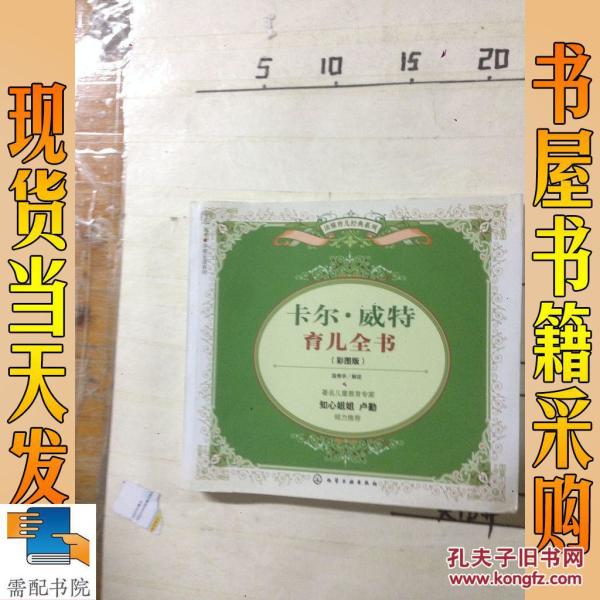 现货当天发
需配书院
5 10 15 20
读懂育儿经典系列
卡尔·威特
育儿全书
(彩图版)
著名儿童教育专家
知心姐姐 卢勤
倾力推荐
化学工业出版社
书屋书籍采购
孔夫子旧书网
www.kongfz.com